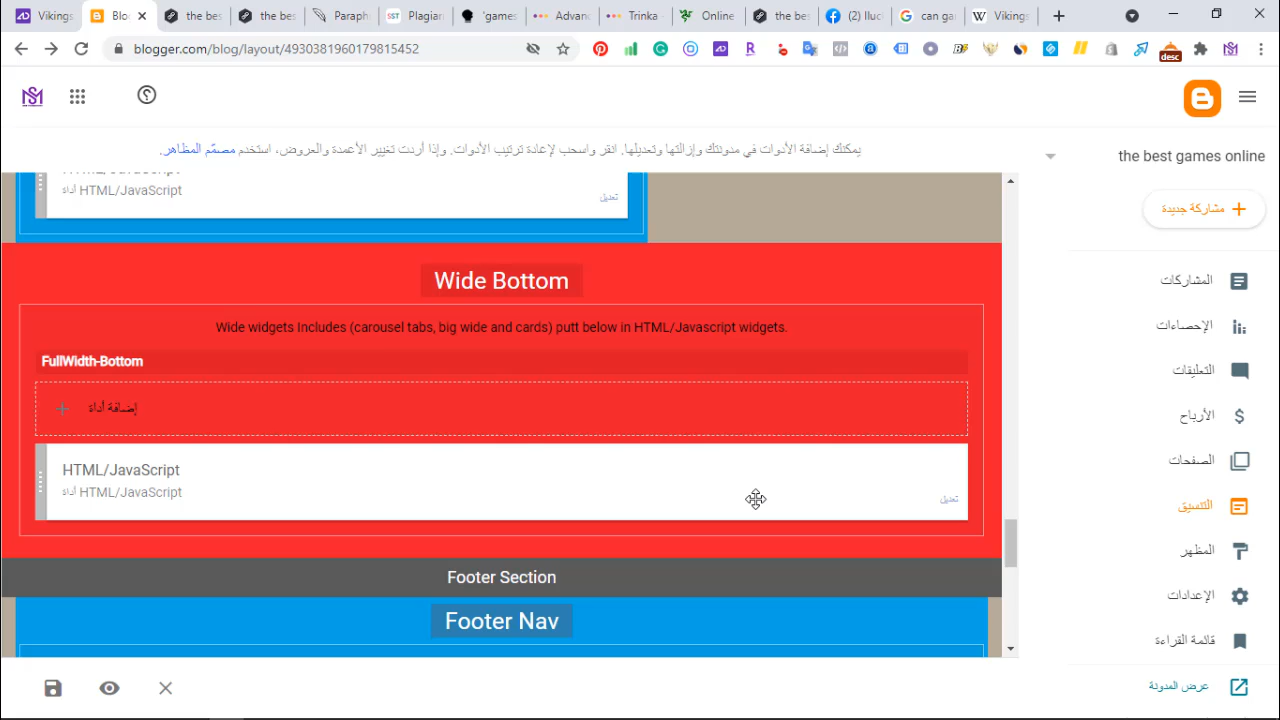 Vikings
Blo
the bes
the be
Paraph
SST Plagiar
'games
Advanc
Trinka -
Online
the bes
(2) lluci
can ga
W Vikings
blogger.com/blog/layout/4930381960179815452
desc
يمكنك إضافة الأدوات في مدونتك وإزالتها وتعديلها. انقر واسحب لإعادة ترتيب الأدوات. وإذا أردت تغيير الأعمدة والعروض، استخدم مصمّم المظاهر.
the best games online
HTML/JavaScript
أداة HTML/JavaScript
تعديل
مشاركة جديدة
Wide Bottom
المشاركات
Wide widgets Includes (carousel tabs, big wide and cards) putt below in HTML/Javascript widgets.
الإحصاءات
FullWidth-Bottom
التعليقات
إضافة أداة
الأرباح
HTML/JavaScript
الصفحات
أداة HTML/JavaScript
تعديل
التنسيق
المظهر
Footer Section
الإعدادات
Footer Nav
قائمة القراءة
عرض المدونة